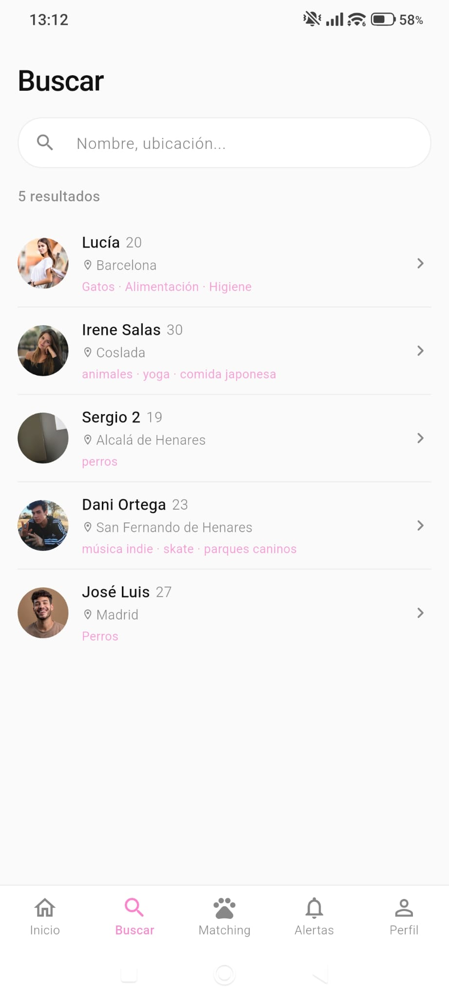 13:12
6
58%
Buscar
Nombre, ubicación...
5 resultados
Lucía 20
Barcelona
Gatos · Alimentación · Higiene
Irene Salas 30
Coslada
animales · yoga · comida japonesa
Sergio 2 19
Alcalá de Henares
perros
Dani Ortega 23
San Fernando de Henares
música indie · skate · parques caninos
José Luis 27
Madrid
Perros
Inicio
Buscar
Matching
Alertas
Perfil